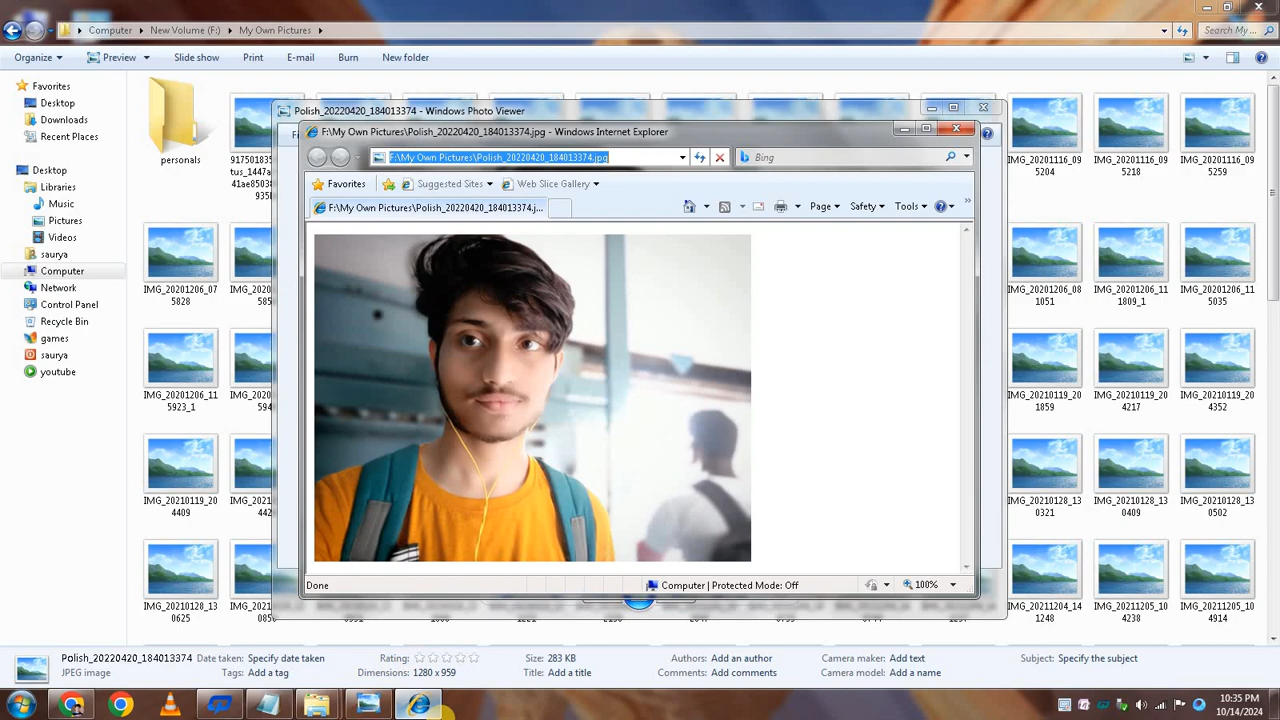 Computer New Volume (F:) My Own Pictures
Search My ...
Organize Preview Slide show Print E-mail Burn New folder
Favorites
Desktop
Downloads
Recent Places
Desktop
Libraries
Music
Pictures
Videos
saurya
Computer
Network
Control Panel
Recycle Bin
games
saurya
youtube
personals
Polish_20220420_184013374 - Windows Photo Viewer
F:\My Own Pictures\Polish_20220420_184013374.jpg - Windows Internet Explorer
F:\My Own Pictures\Polish_20220420_184013374.jpg
Bing
Favorites Suggested Sites Web Slice Gallery
F:\My Own Pictures\Polish_20220420_184013374.j...
Page Safety Tools
Done
Computer | Protected Mode: Off
100%
917501835
tus_1447a
41ae85038
IMG_20201116_09
5204
IMG_20201116_09
5218
IMG_20201116_09
5259
IMG_20201206_07
5828
IMG_20201206_08
1051
IMG_20201206_11
1809_1
IMG_20201206_11
5035
IMG_20201206_11
5923_1
IMG_20210119_20
1859
IMG_20210119_20
4217
IMG_20210119_20
4352
IMG_20210119_20
4409
IMG_20210128_13
0321
IMG_20210128_13
0409
IMG_20210128_13
0502
IMG_20210128_13
0625
IMG_20211204_14
1248
IMG_20211205_10
4238
IMG_20211205_10
4914
Polish_20220420_184013374 Date taken: Specify date taken Rating: Size: 283 KB Authors: Add an author Camera maker: Add text Subject: Specify the subject
JPEG image Tags: Add a tag Dimensions: 1280 x 950 Title: Add a title Comments: Add comments Camera model: Add a name
10:35 PM
10/14/2024